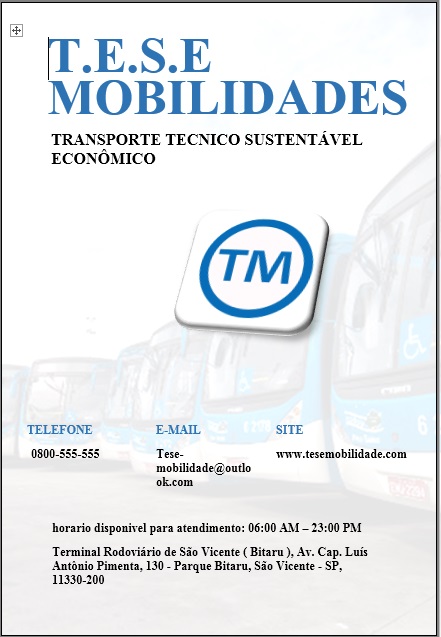 T.E.S.E
MOBILIDADES
TRANSPORTE TECNICO SUSTENTÁVEL
ECONÔMICO
TM
TELEFONE E-MAIL SITE
0800-555-555 Tese- www.tesemobilidade.com
mobilidade@outlo
ok.com
horario disponivel para atendimento: 06:00 AM – 23:00 PM
Terminal Rodoviário de São Vicente ( Bitaru ), Av. Cap. Luís
Antônio Pimenta, 130 - Parque Bitaru, São Vicente - SP,
11330-200